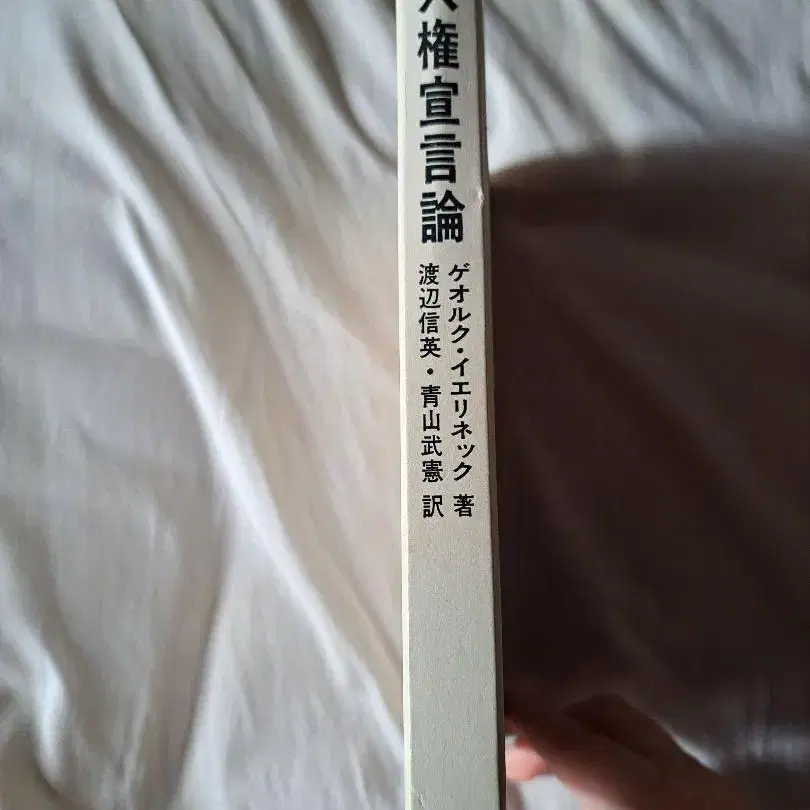 人権宣言論
ゲオルク・イエリネック 著
渡辺信英・青山武憲 訳